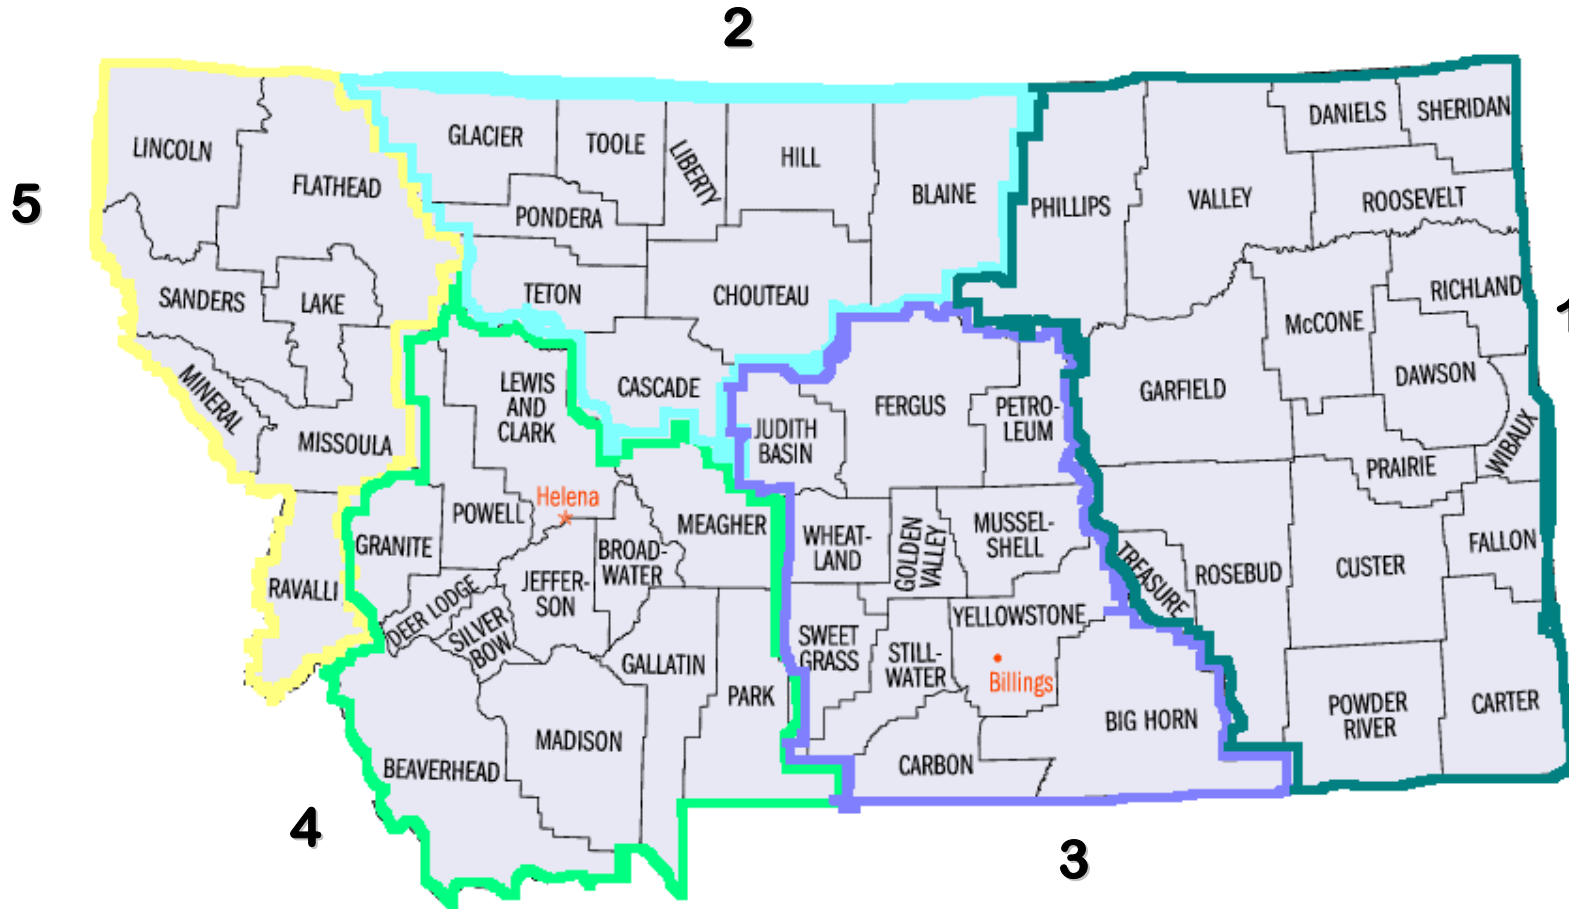 2
5
1
4
3
LINCOLN
FLATHEAD
GLACIER
TOOLE
LIBERTY
HILL
BLAINE
PHILLIPS
VALLEY
DANIELS
SHERIDAN
ROOSEVELT
PONDERA
SANDERS
LAKE
TETON
CHOUTEAU
RICHLAND
McCONE
MINERAL
MISSOULA
LEWIS
AND
CLARK
CASCADE
JUDITH
BASIN
FERGUS
PETRO-
LEUM
GARFIELD
DAWSON
WIBAUX
PRAIRIE
Helena
POWELL
GRANITE
MEAGHER
BROAD-
WATER
WHEAT-
LAND
GOLDEN
VALLEY
MUSSEL-
SHELL
TREASURE
ROSEBUD
CUSTER
FALLON
RAVALLI
DEER LODGE
SILVER
BOW
JEFFER-
SON
GALLATIN
SWEET
GRASS
STILL-
WATER
YELLOWSTONE
Billings
PARK
BIG HORN
POWDER
RIVER
CARTER
MADISON
BEAVERHEAD
CARBON